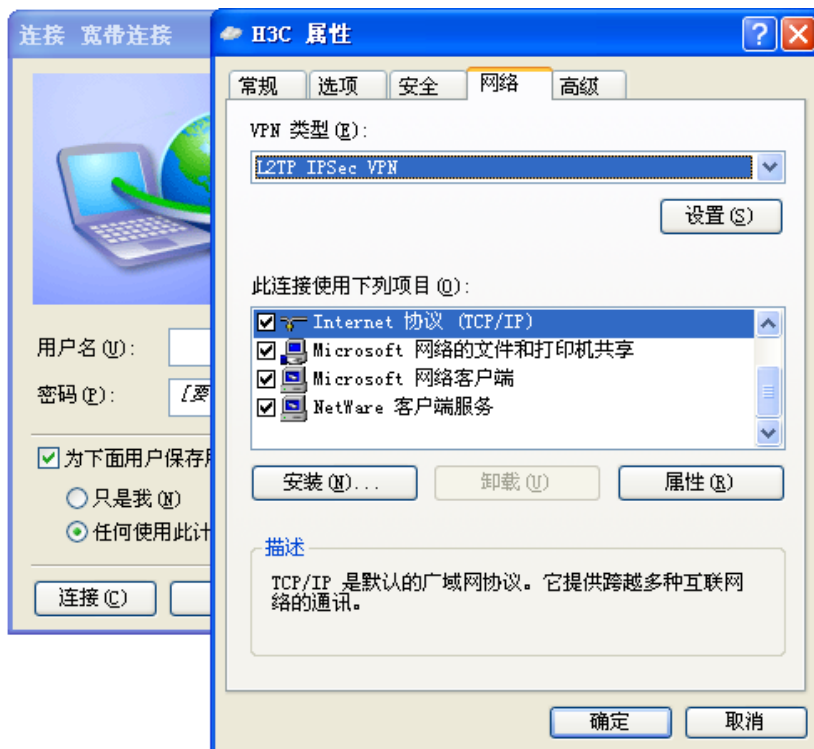 连接 宽带连接
用户名(U):
密码(P):
[要
为下面用户保存用
只是我(N)
任何使用此计
连接(C)
H3C 属性
常规
选项
安全
网络
高级
VPN 类型(E):
L2TP IPSec VPN
设置(S)
此连接使用下列项目(O):
Internet 协议 (TCP/IP)
Microsoft 网络的文件和打印机共享
Microsoft 网络客户端
NetWare 客户端服务
安装(N)...
卸载(U)
属性(R)
描述
TCP/IP 是默认的广域网协议。它提供跨越多种互联网
络的通讯。
确定
取消